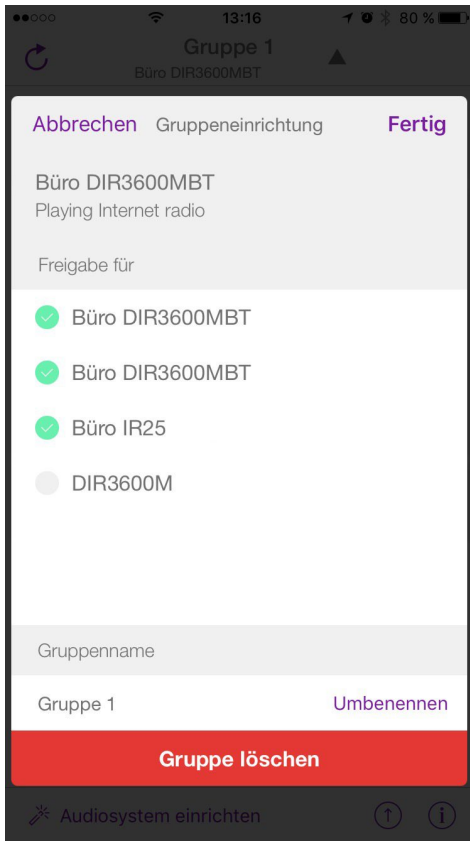 13:16
80 %
Gruppe 1
Büro DIR3600MBT
Abbrechen Gruppeneinrichtung Fertig
Büro DIR3600MBT
Playing Internet radio
Freigabe für
Büro DIR3600MBT
Büro DIR3600MBT
Büro IR25
DIR3600M
Gruppenname
Gruppe 1 Umbenennen
Gruppe löschen
Audiosystem einrichten